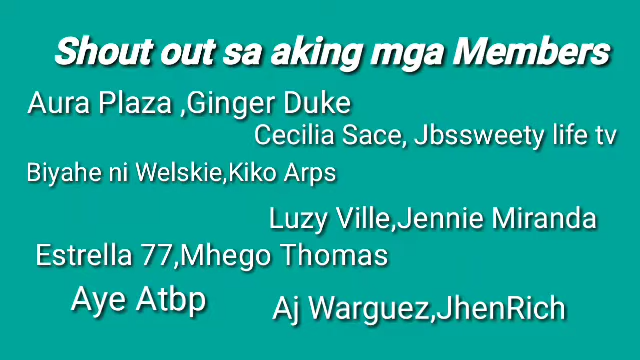 Shout out sa aking mga Members
Aura Plaza ,Ginger Duke
Cecilia Sace, Jbssweety life tv
Biyahe ni Welskie,Kiko Arps
Luzy Ville,Jennie Miranda
Estrella 77,Mhego Thomas
Aye Atbp
Aj Warguez,JhenRich